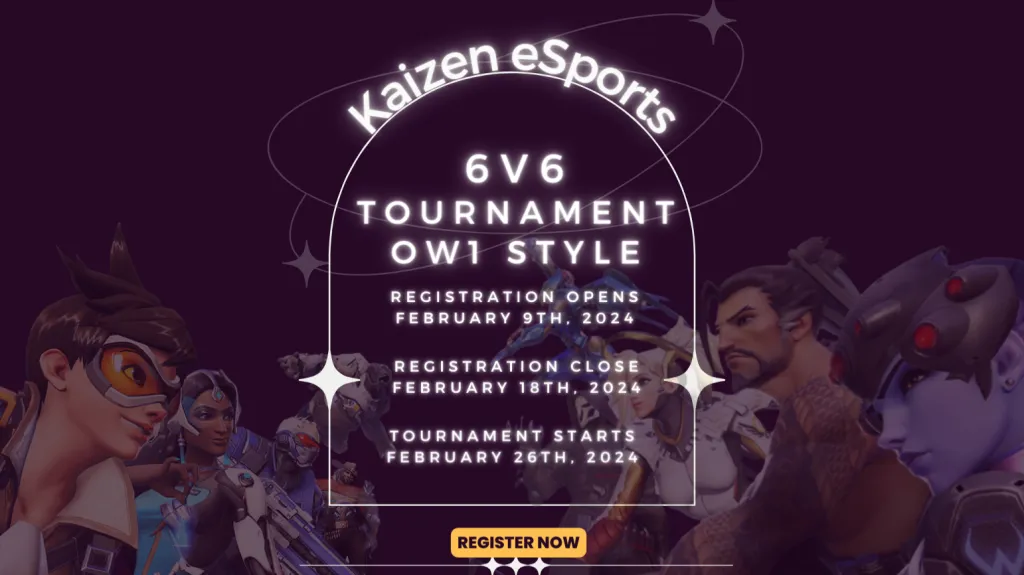 Kaizen eSports
6V6
TOURNAMENT
OW1 STYLE
REGISTRATION OPENS
FEBRUARY 9TH, 2024
REGISTRATION CLOSE
FEBRUARY 18TH, 2024
TOURNAMENT STARTS
FEBRUARY 26TH, 2024
REGISTER NOW